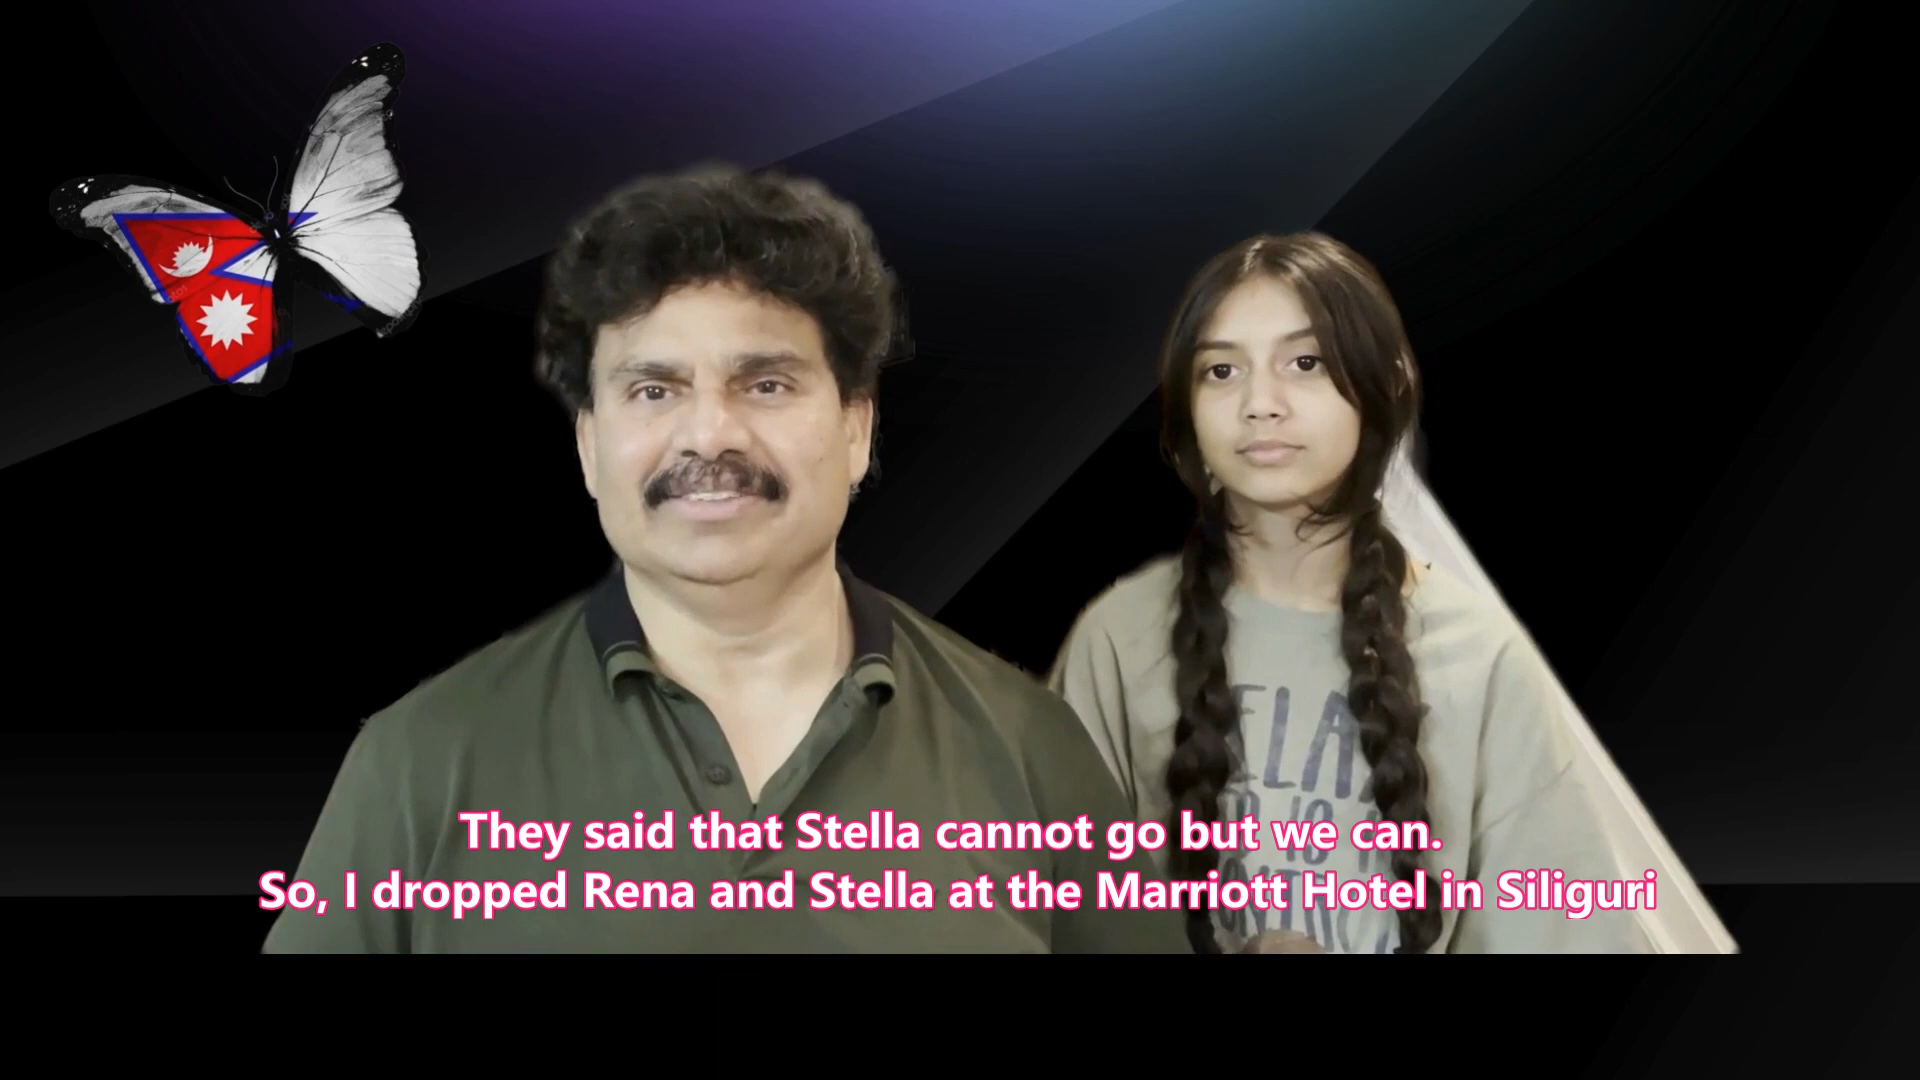 They said that Stella cannot go but we can.
So, I dropped Rena and Stella at the Marriott Hotel in Siliguri